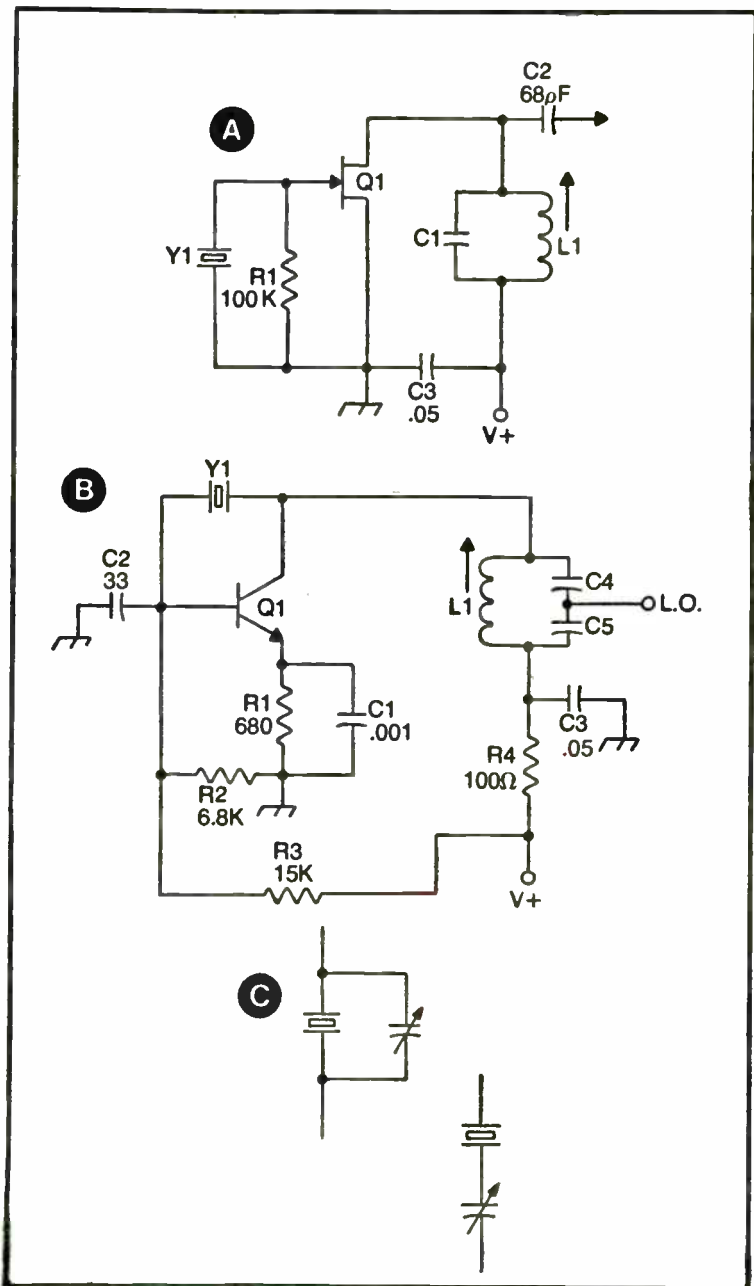 A
C2
68ρF
Q1
Y1
R1
100K
C1
L1
C3
.05
V+
B
Y1
C2
33
Q1
L1
C4
L.O.
C5
R1
680
C1
.001
C3
.05
R4
100Ω
R2
6.8K
R3
15K
V+
C